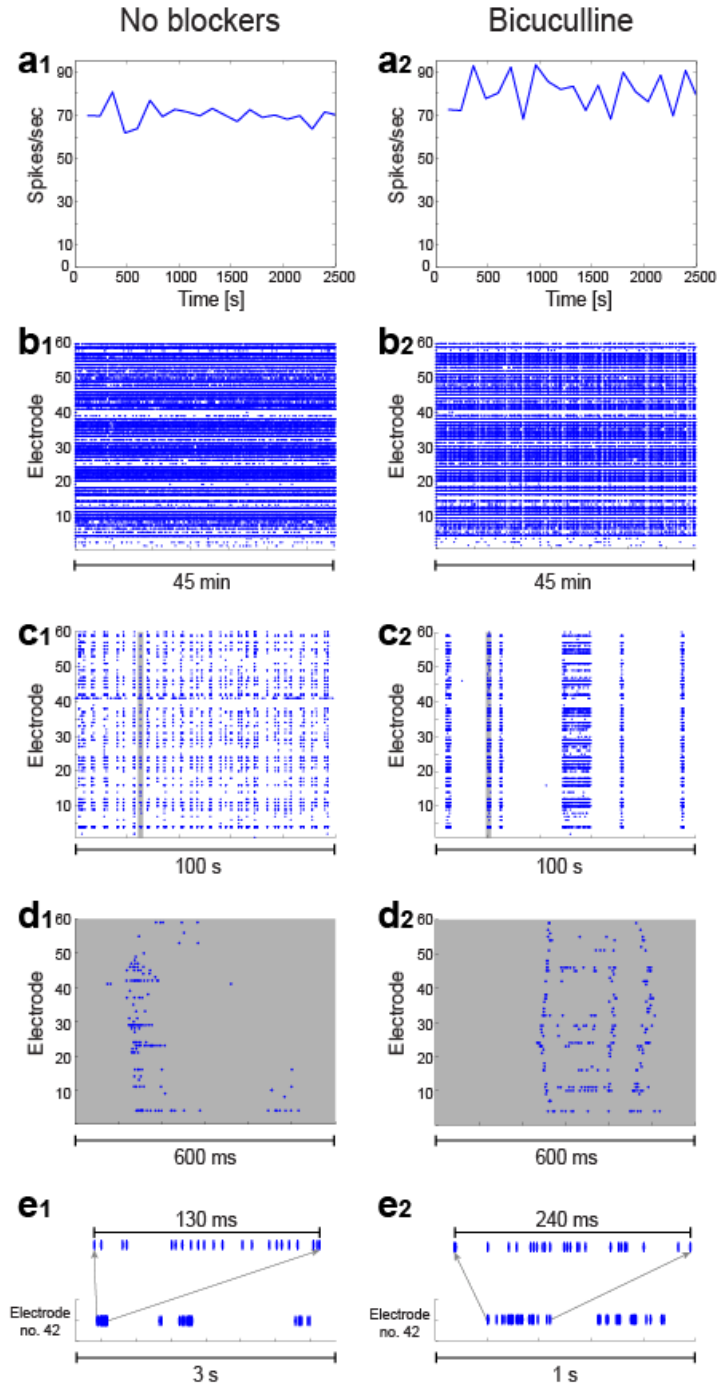 No blockers
Bicuculline
a1
90
70
50
30
10
0
Spikes/sec
0 500 1000 1500 2000 2500
Time [s]
a2
90
70
50
30
10
0
Spikes/sec
0 500 1000 1500 2000 2500
Time [s]
b1
60
50
40
30
20
10
Electrode
45 min
b2
60
50
40
30
20
10
Electrode
45 min
c1
60
50
40
30
20
10
Electrode
100 s
c2
60
50
40
30
20
10
Electrode
100 s
d1
60
50
40
30
20
10
Electrode
600 ms
d2
60
50
40
30
20
10
Electrode
600 ms
e1
130 ms
Electrode
no. 42
3 s
e2
240 ms
Electrode
no. 42
1 s